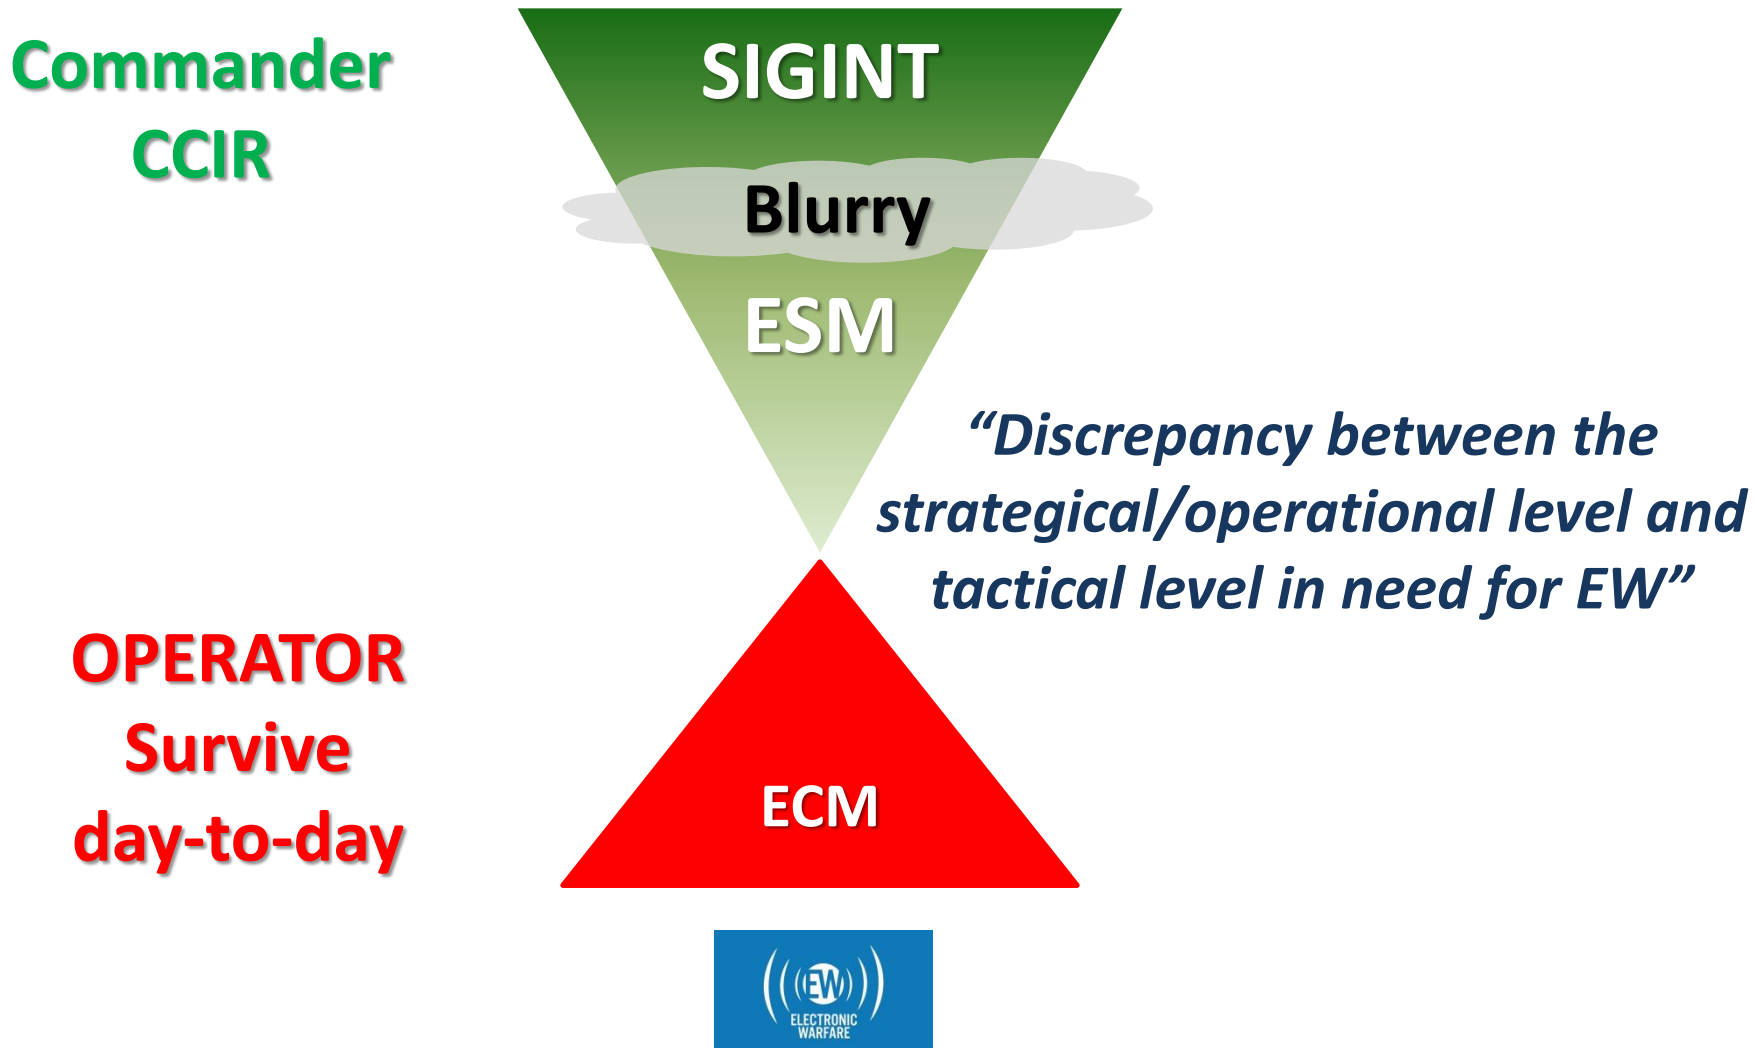 Commander
CCIR
SIGINT
Blurry
ESM
“Discrepancy between the
strategical/operational level and
tactical level in need for EW”
OPERATOR
Survive
day-to-day
ECM
EW
ELECTRONIC
WARFARE